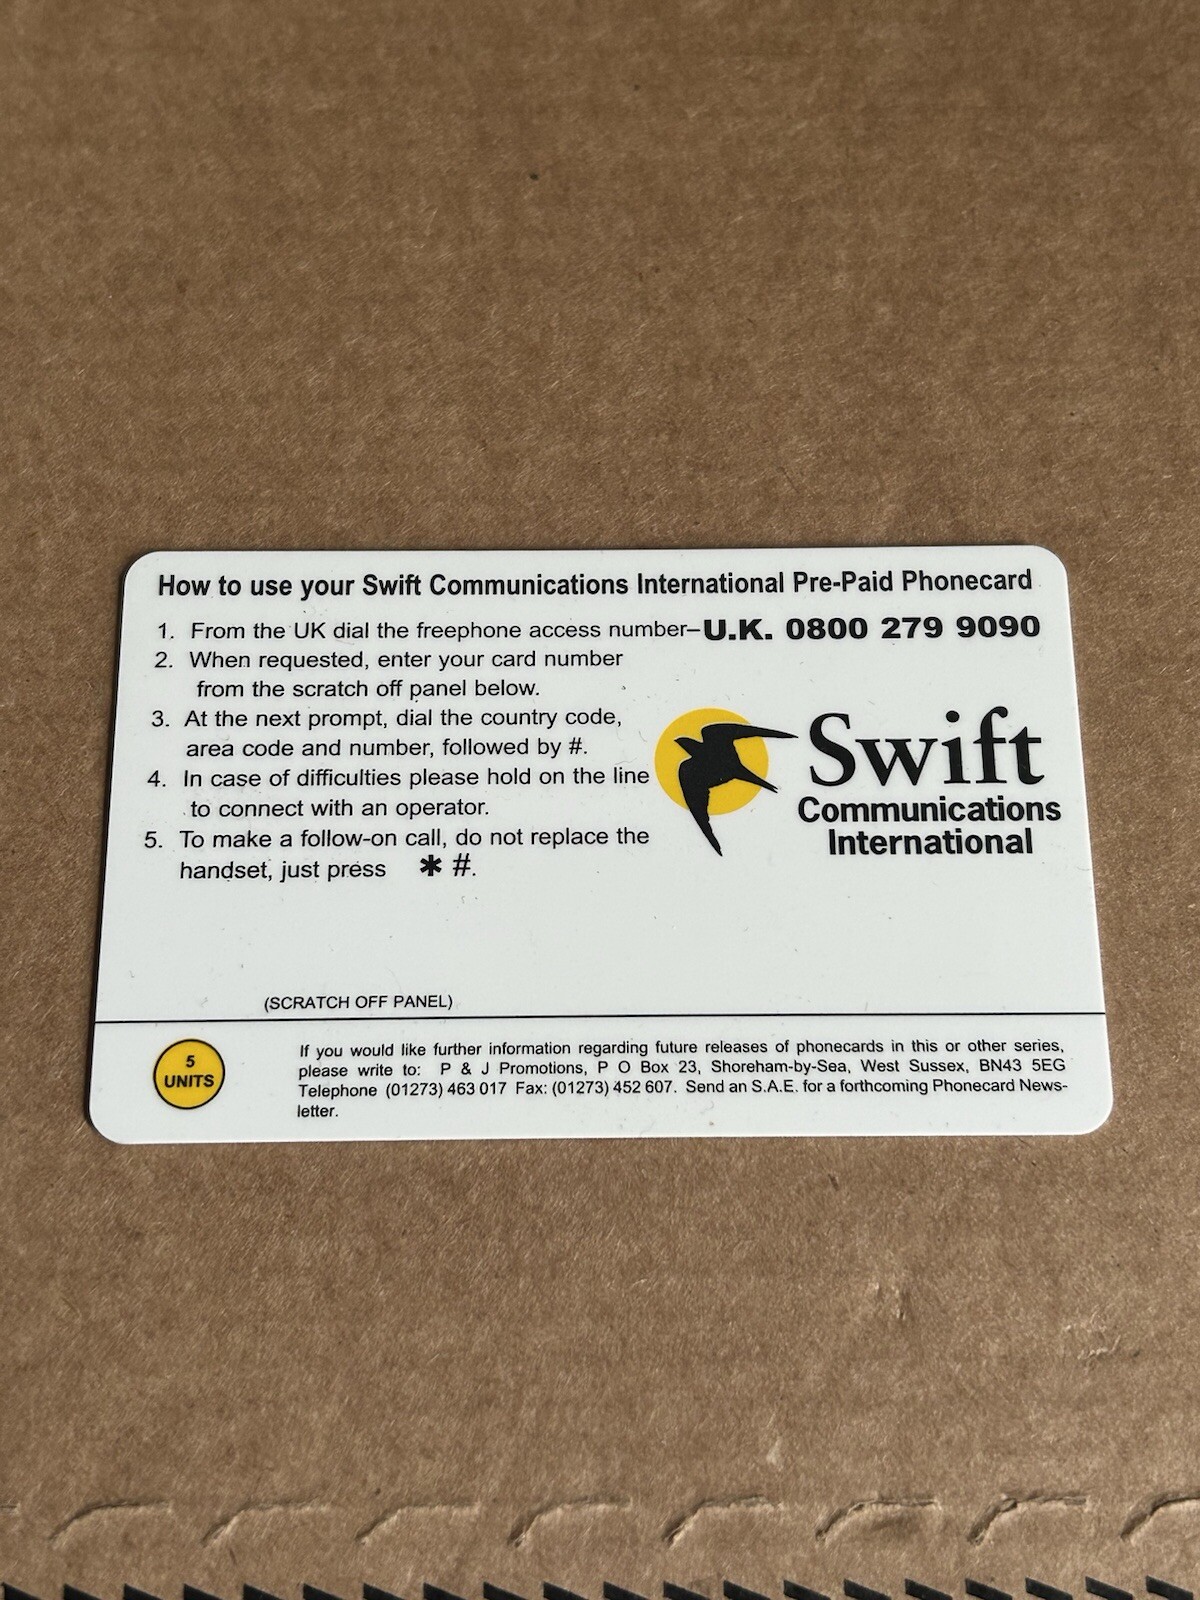 How to use your Swift Communications International Pre-Paid Phonecard
1. From the UK dial the freephone access number–U.K. 0800 279 9090
2. When requested, enter your card number
from the scratch off panel below.
3. At the next prompt, dial the country code,
area code and number, followed by #.
4. In case of difficulties please hold on the line
to connect with an operator.
5. To make a follow-on call, do not replace the
handset, just press * #.
Swift
Communications
International
(SCRATCH OFF PANEL)
5
UNITS
If you would like further information regarding future releases of phonecards in this or other series,
please write to: P & J Promotions, P O Box 23, Shoreham-by-Sea, West Sussex, BN43 5EG
Telephone (01273) 463 017 Fax: (01273) 452 607. Send an S.A.E. for a forthcoming Phonecard News-
letter.